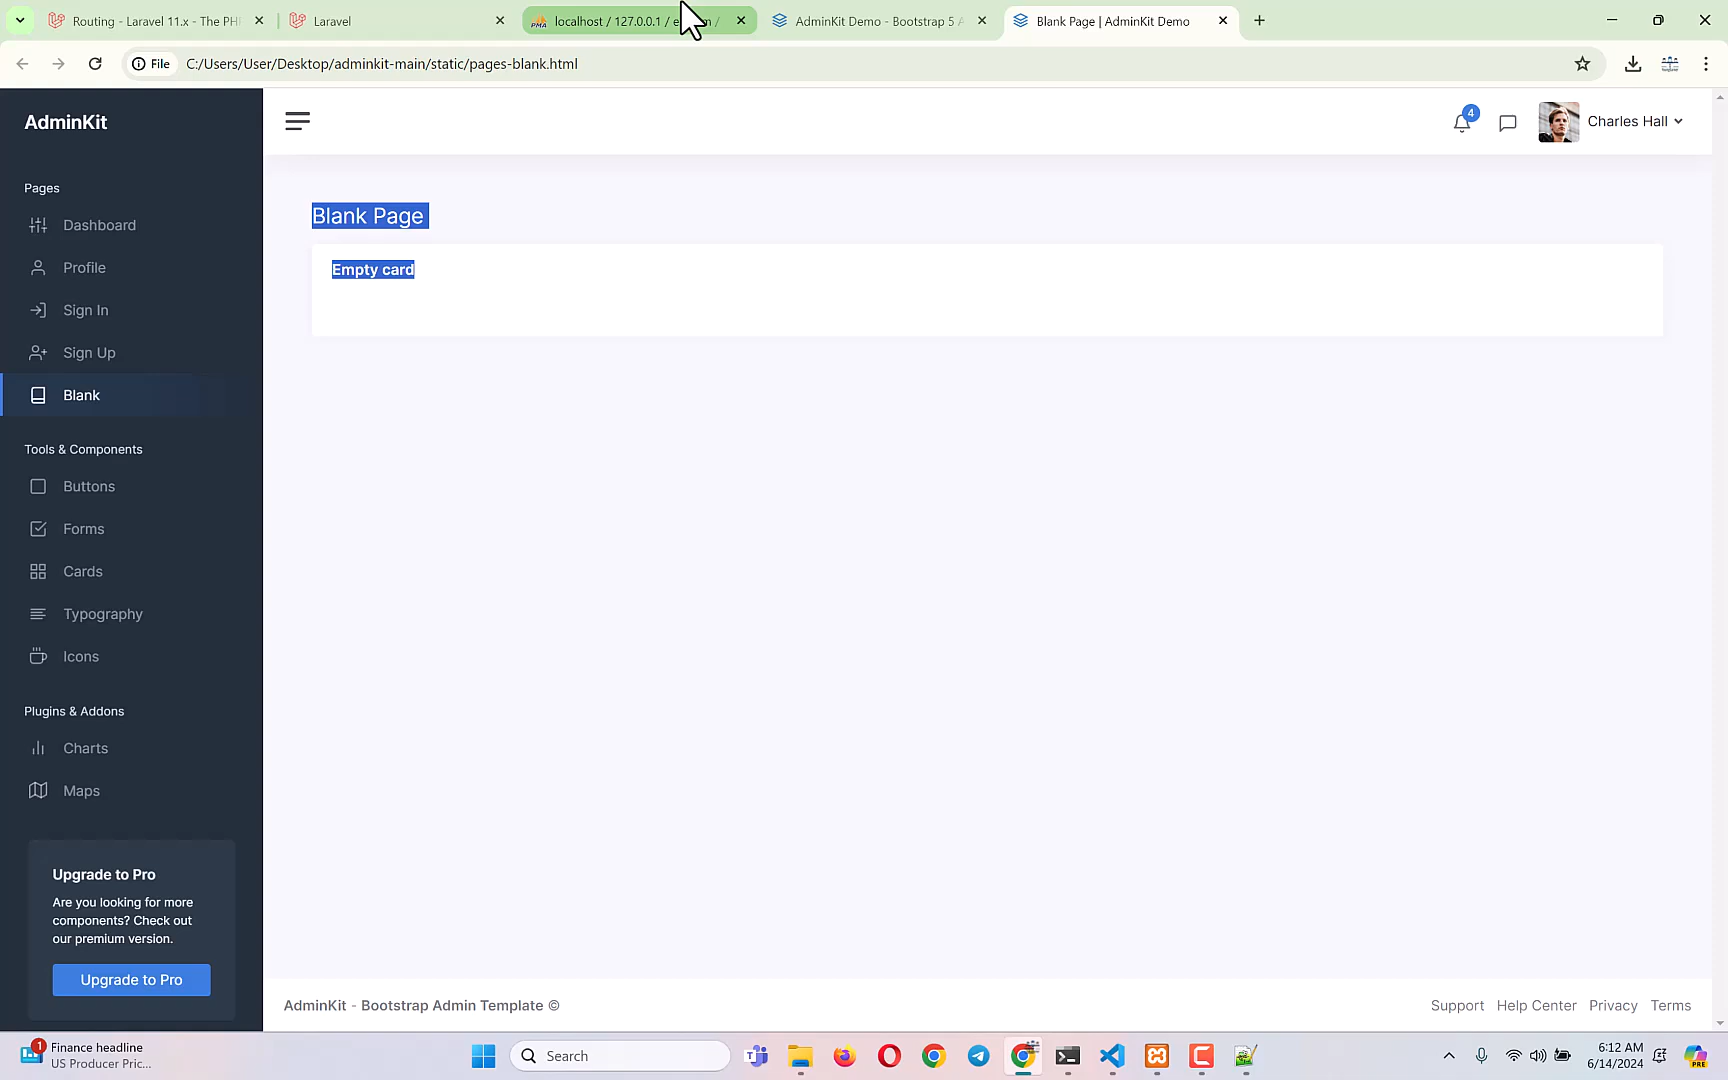 Routing - Laravel 11.x - The PH
Laravel
localhost / 127.0.0.1 / e
AdminKit Demo - Bootstrap 5 A
Blank Page | AdminKit Demo
File
C:/Users/User/Desktop/adminkit-main/static/pages-blank.html
AdminKit
4
Charles Hall
Pages
Dashboard
Profile
Sign In
Sign Up
Blank
Tools & Components
Buttons
Forms
Cards
Typography
Icons
Plugins & Addons
Charts
Maps
Upgrade to Pro
Are you looking for more
components? Check out
our premium version.
Upgrade to Pro
Blank Page
Empty card
AdminKit - Bootstrap Admin Template ©
Support Help Center Privacy Terms
1
Finance headline
US Producer Pric...
Search
6:12 AM
6/14/2024
PRE